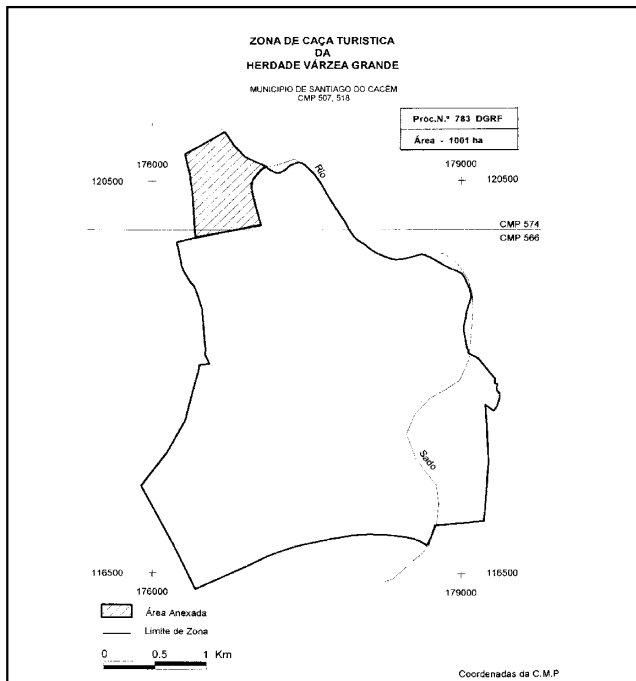 ZONA DE CAÇA TURISTICA
DA
HERDADE VÁRZEA GRANDE
MUNICIPIO DE SANTIAGO DO CACÉM
CMP 507, 518
Proc.N.º 783 DGRF
Área - 1001 ha
176000
120500
Rio
179000
120500
CMP 574
CMP 566
Sado
116500
176000
179000
116500
Área Anexada
Limite de Zona
0 0.5 1 Km
Coordenadas da C.M.P